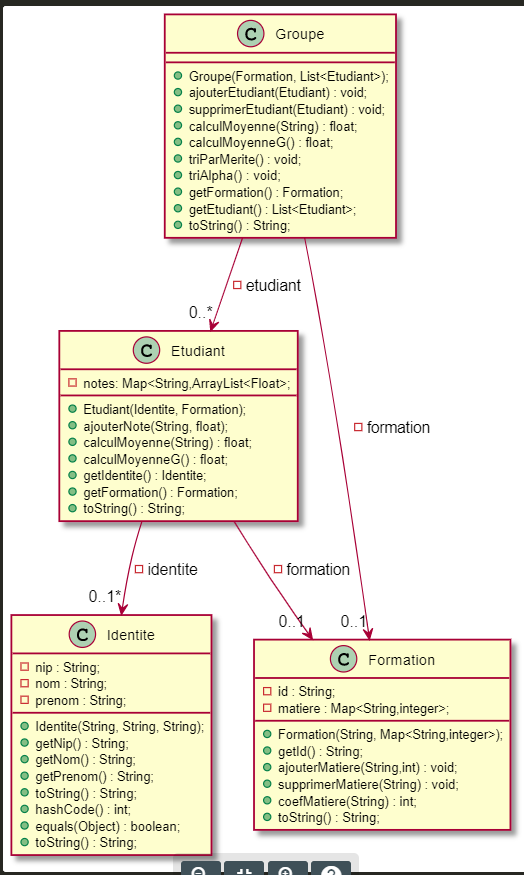 C Groupe
Groupe(Formation, List<Etudiant>);
ajouterEtudiant(Etudiant) : void;
supprimerEtudiant(Etudiant) : void;
calculMoyenne(String) : float;
calculMoyenneG() : float;
triParMerite() : void;
triAlpha() : void;
getFormation() : Formation;
getEtudiant() : List<Etudiant>;
toString() : String;
etudiant
0..*
formation
C Etudiant
notes: Map<String,ArrayList<Float>;
Etudiant(Identite, Formation);
ajouterNote(String, float);
calculMoyenne(String) : float;
calculMoyenneG() : float;
getIdentite() : Identite;
getFormation() : Formation;
toString() : String;
identite
formation
0..1*
0..1
0..1
C Identite
nip : String;
nom : String;
prenom : String;
Identite(String, String, String);
getNip() : String;
getNom() : String;
getPrenom() : String;
toString() : String;
hashCode() : int;
equals(Object) : boolean;
toString() : String;
C Formation
id : String;
matiere : Map<String,integer>;
Formation(String, Map<String,integer>);
getId() : String;
ajouterMatiere(String,int) : void;
supprimerMatiere(String) : void;
coefMatiere(String) : int;
toString() : String;